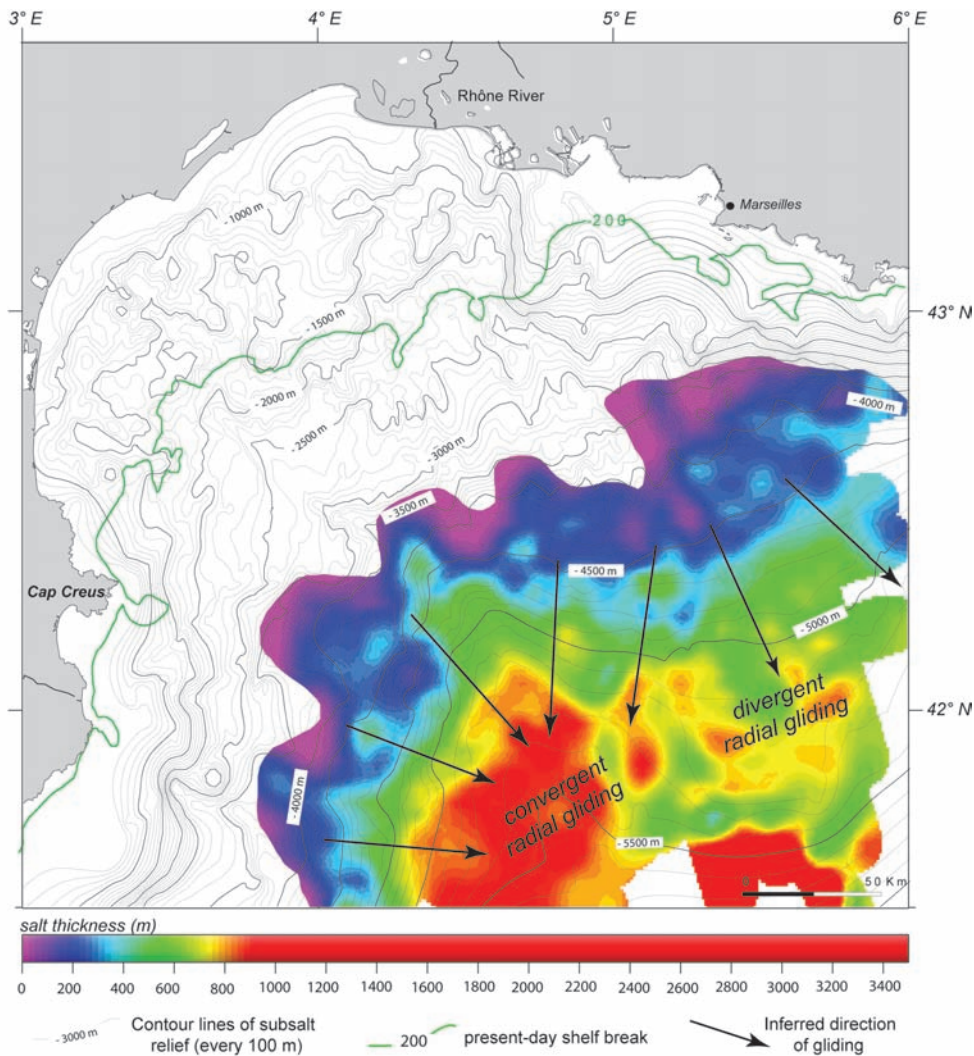 3° E 4° E 5° E 6° E
Rhône River
Marseilles
- 1000 m
- 200
43° N
- 1500 m
- 2000 m
- 2500 m
- 3000 m
- 4000 m
- 3500 m
- 4500 m
Cap Creus
- 5000 m
42° N
divergent
radial gliding
convergent
radial gliding
- 4000 m
- 5500 m
50 Km
salt thickness (m)
0 200 400 600 800 1000 1200 1400 1600 1800 2000 2200 2400 2600 2800 3000 3200 3400
-3000 m Contour lines of subsalt
relief (every 100 m)
200 present-day shelf break
Inferred direction
of gliding